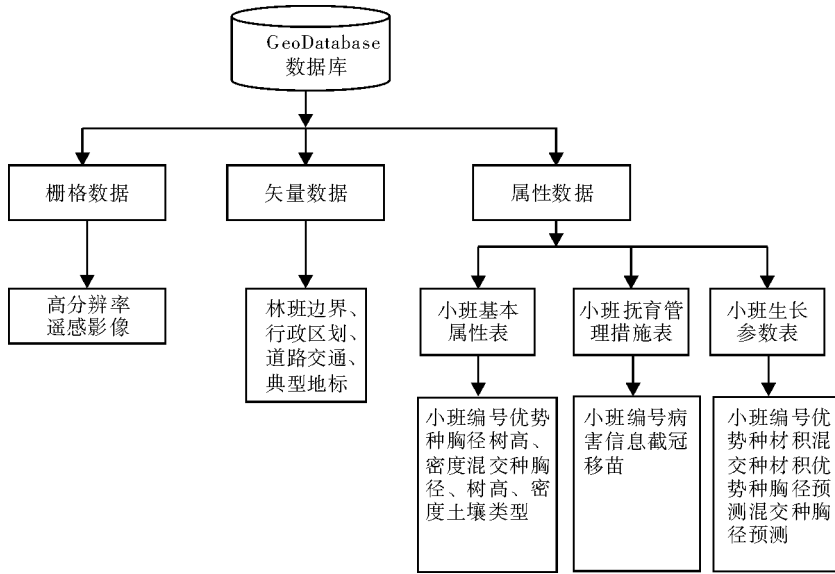 GeoDatabase
数据库
栅格数据
矢量数据
属性数据
高分辨率
遥感影像
林班边界、
行政区划、
道路交通、
典型地标
小班基本
属性表
小班抚育管
理措施表
小班生长
参数表
小班编号优势
种胸径树高、
密度混交种胸
径、树高、密
度土壤类型
小班编号病
害信息截冠
移苗
小班编号优
势种材积混
交种材积优
势种胸径预
测混交种胸
径预测